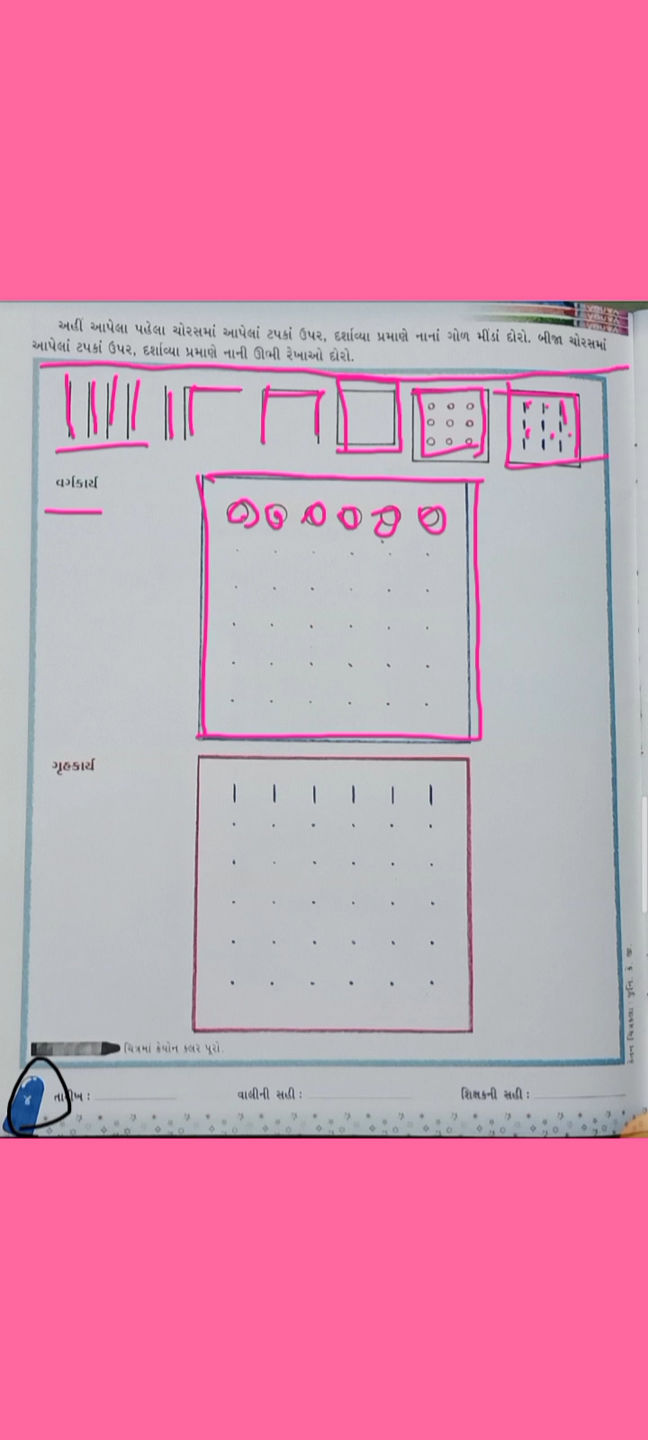 અહીં આપેલા પહેલા ચોરસમાં આપેલાં ટપકાં ઉપર, દર્શાવ્યા પ્રમાણે નાનાં ગોળ મીંડાં દોરો. બીજા ચોરસમાં
આપેલાં ટપકાં ઉપર, દર્શાવ્યા પ્રમાણે નાની ઊભી રેખાઓ દોરો.
વર્ગકાર્ય
ગૃહકાર્ય
ચિત્રમાં ક્રેયોન કલર પૂરો.
૪
તારીખ :
વાલીની સહી :
શિક્ષકની સહી :